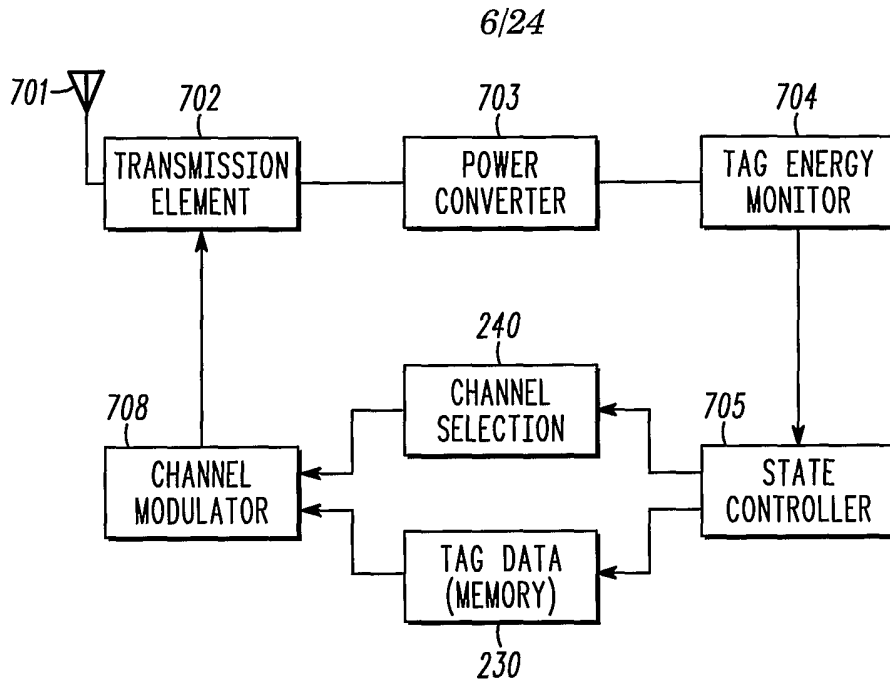 6/24
701
702
TRANSMISSION
ELEMENT
703
POWER
CONVERTER
704
TAG ENERGY
MONITOR
240
CHANNEL
SELECTION
708
CHANNEL
MODULATOR
705
STATE
CONTROLLER
TAG DATA
(MEMORY)
230